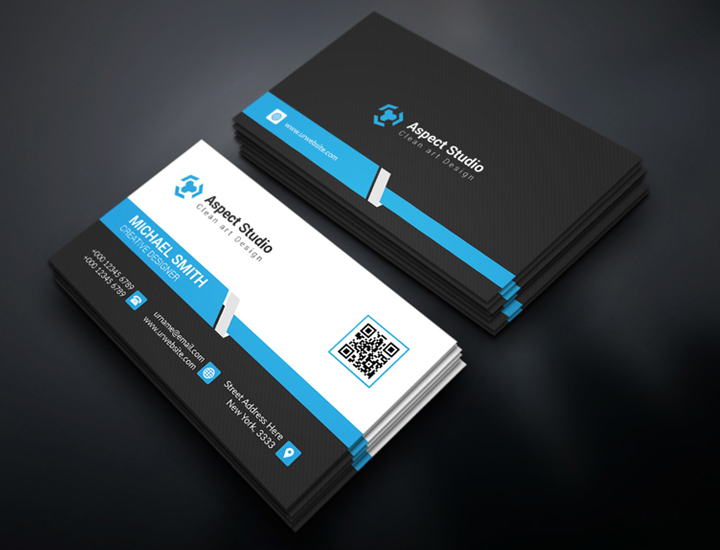 Aspect Studio
Clean art Design
www.urwebsite.com
Aspect Studio
Clean art Design
MICHAEL SMITH
CREATIVE DESIGNER
+000 12345 6789
+000 12345 6789
urname@email.com
www.urwebsite.com
Street Address Here
New York, 3333